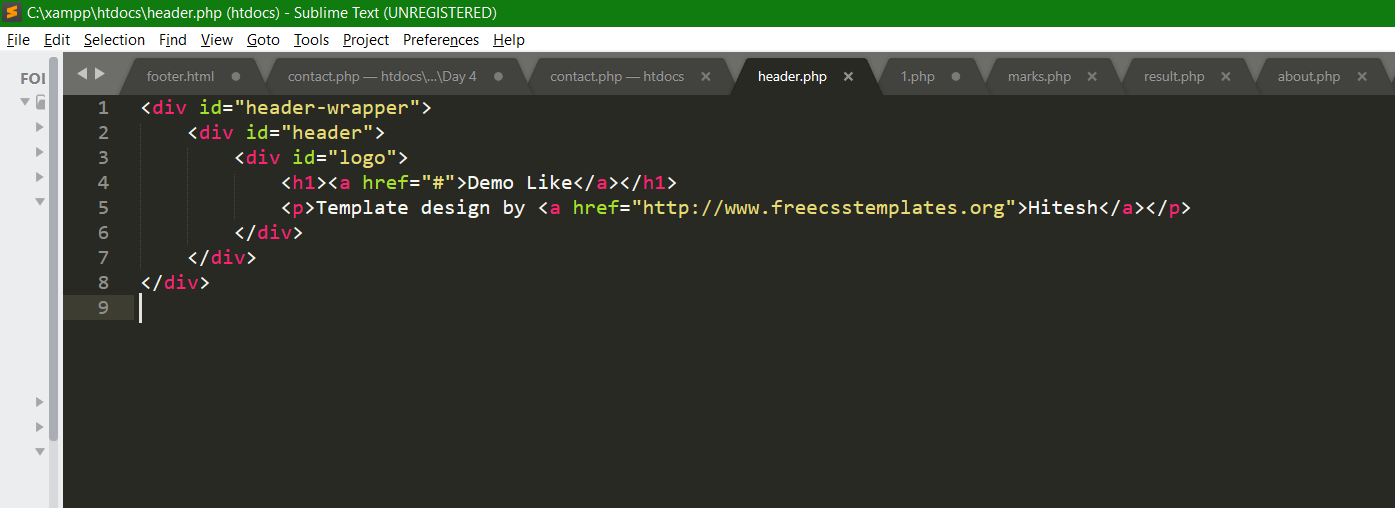 C:\xampp\htdocs\header.php (htdocs) - Sublime Text (UNREGISTERED)
File Edit Selection Find View Goto Tools Project Preferences Help
FOL
footer.html contact.php — htdocs\...\Day 4 contact.php — htdocs header.php 1.php marks.php result.php about.php
1 <div id="header-wrapper">
2 <div id="header">
3 <div id="logo">
4 <h1><a href="#">Demo Like</a></h1>
5 <p>Template design by <a href="http://www.freecsstemplates.org">Hitesh</a></p>
6 </div>
7 </div>
8 </div>
9